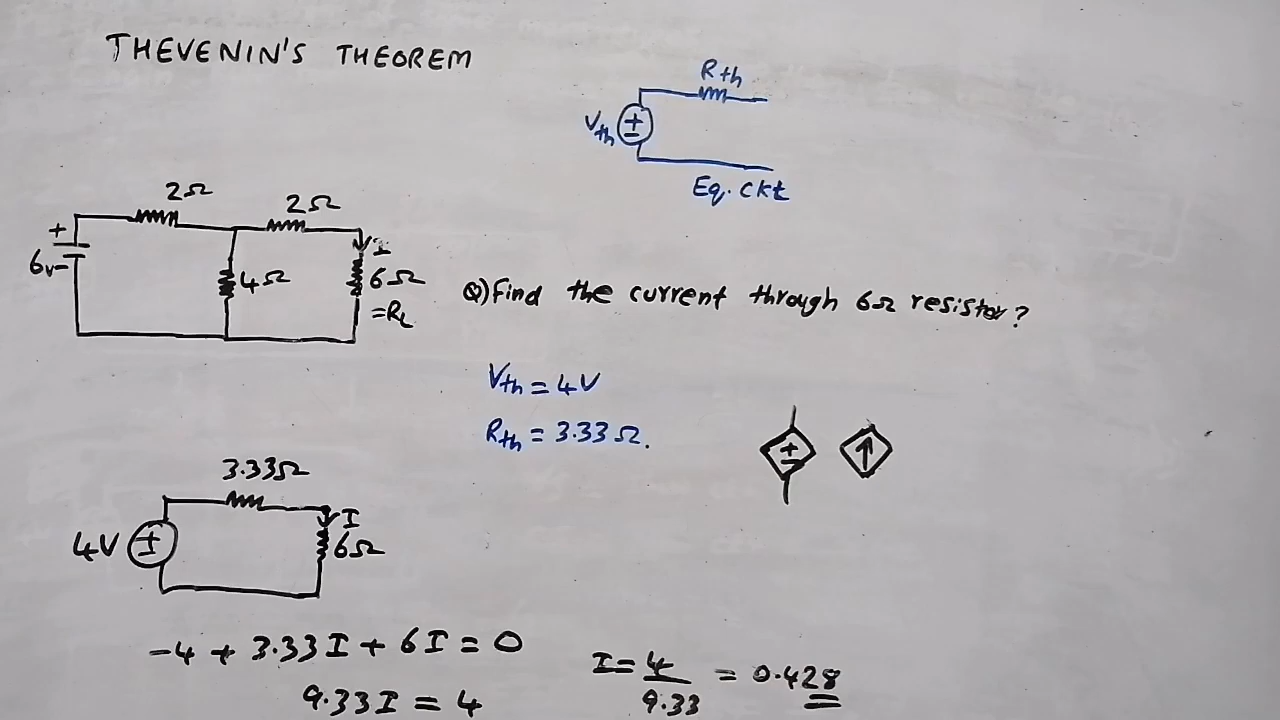 THEVENIN'S THEOREM
Rth
Vth
+
-
Eq. ckt
2Ω
2Ω
+
6v-
4Ω
I
6Ω
=RL
Q) Find the current through 6Ω resistor?
Vth = 4V
Rth = 3.33Ω.
+
-
3.33Ω
4V
+
-
I
6Ω
-4 + 3.33I + 6I = 0
9.33I = 4
I = 4/9.33 = 0.428